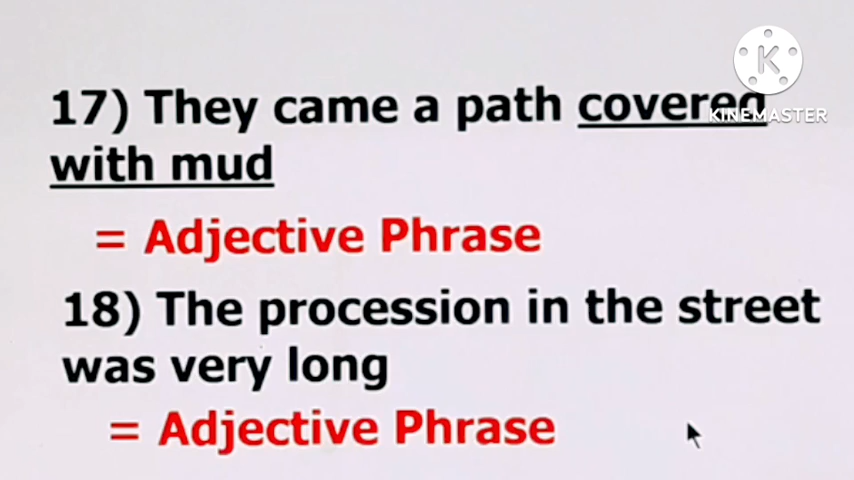 K
KINEMASTER
17) They came a path covered
with mud
= Adjective Phrase
18) The procession in the street
was very long
= Adjective Phrase